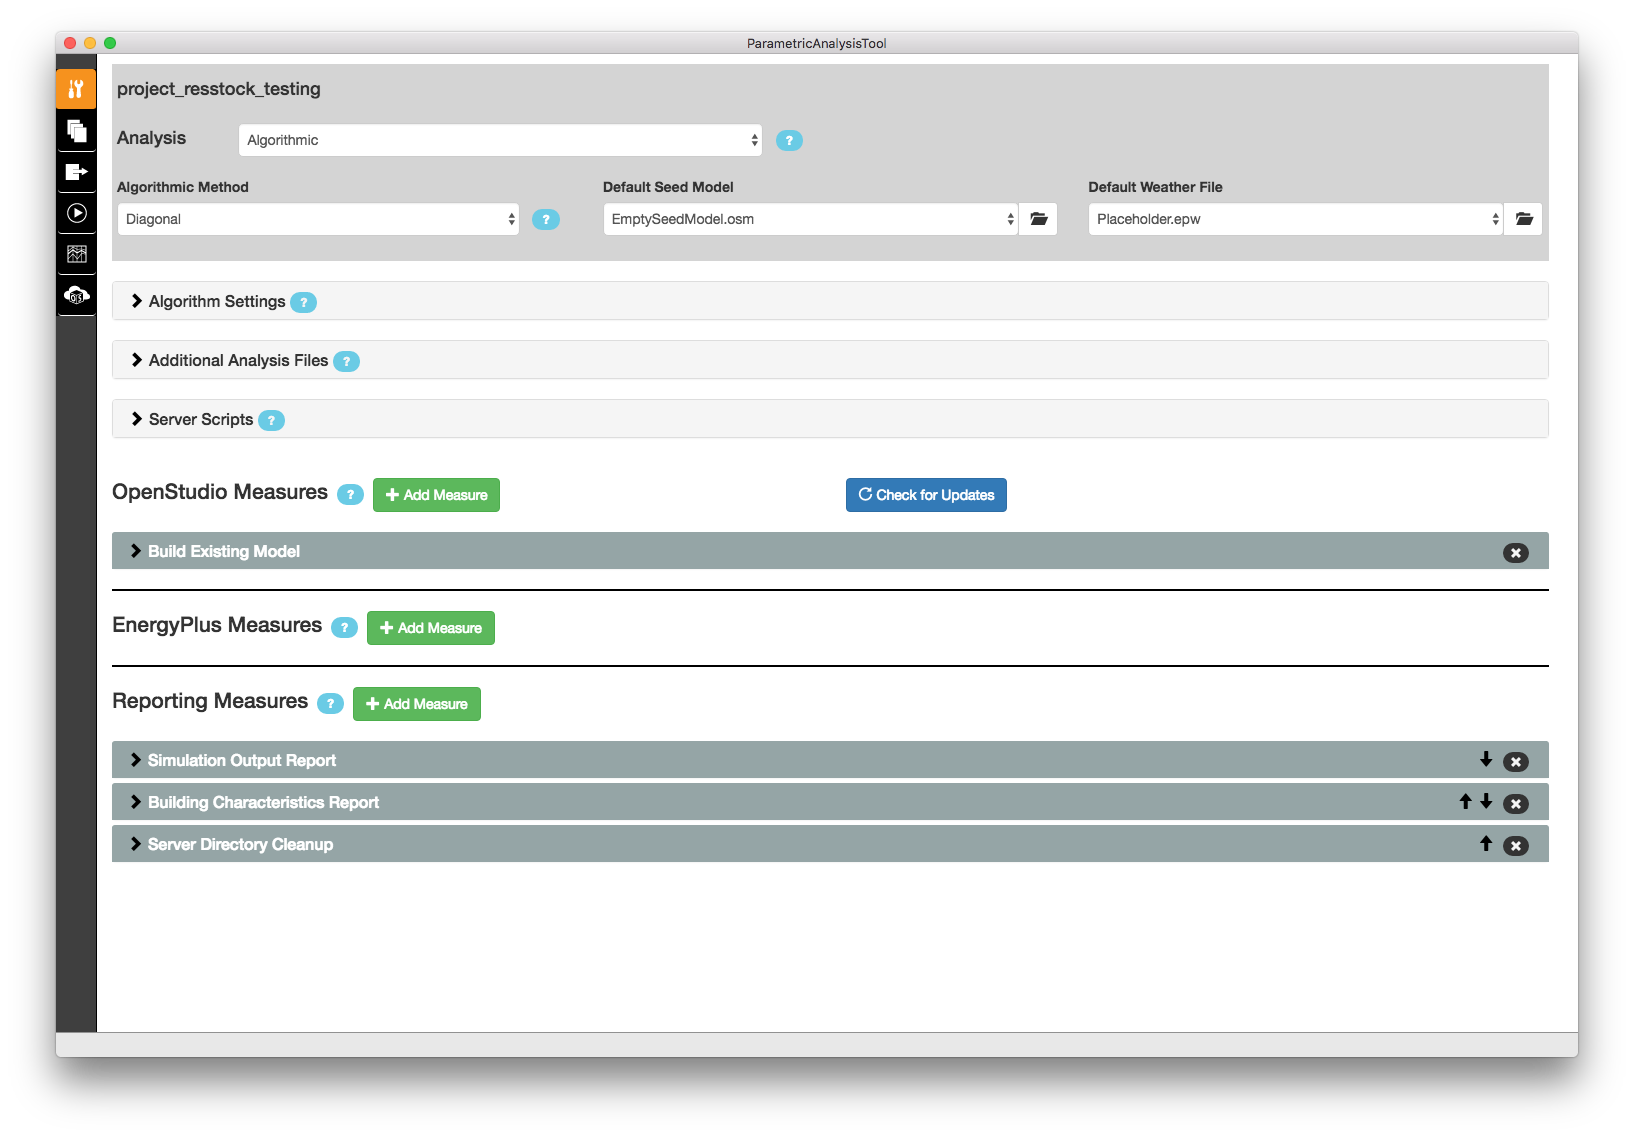 ParametricAnalysisTool
project_resstock_testing
Analysis Algorithmic ?
Algorithmic Method Default Seed Model Default Weather File
Diagonal ? EmptySeedModel.osm Placeholder.epw
Algorithm Settings ?
Additional Analysis Files ?
Server Scripts ?
OpenStudio Measures ? Add Measure Check for Updates
Build Existing Model
EnergyPlus Measures ? Add Measure
Reporting Measures ? Add Measure
Simulation Output Report
Building Characteristics Report
Server Directory Cleanup